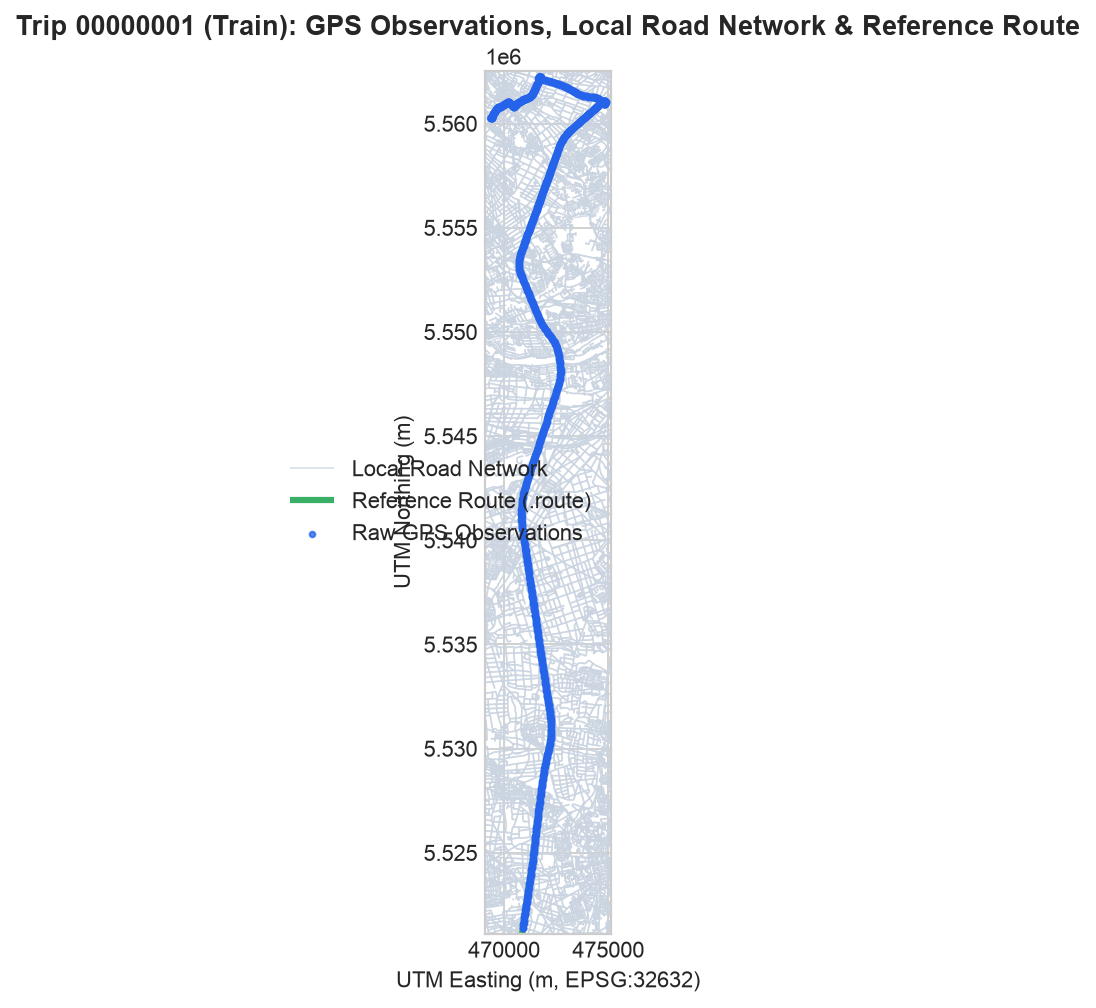 Trip 00000001 (Train): GPS Observations, Local Road Network & Reference Route
1e6
5.560
5.555
5.550
5.545
5.540
5.535
5.530
5.525
UTM Northing (m)
Local Road Network
Reference Route (.route)
Raw GPS Observations
470000 475000
UTM Easting (m, EPSG:32632)